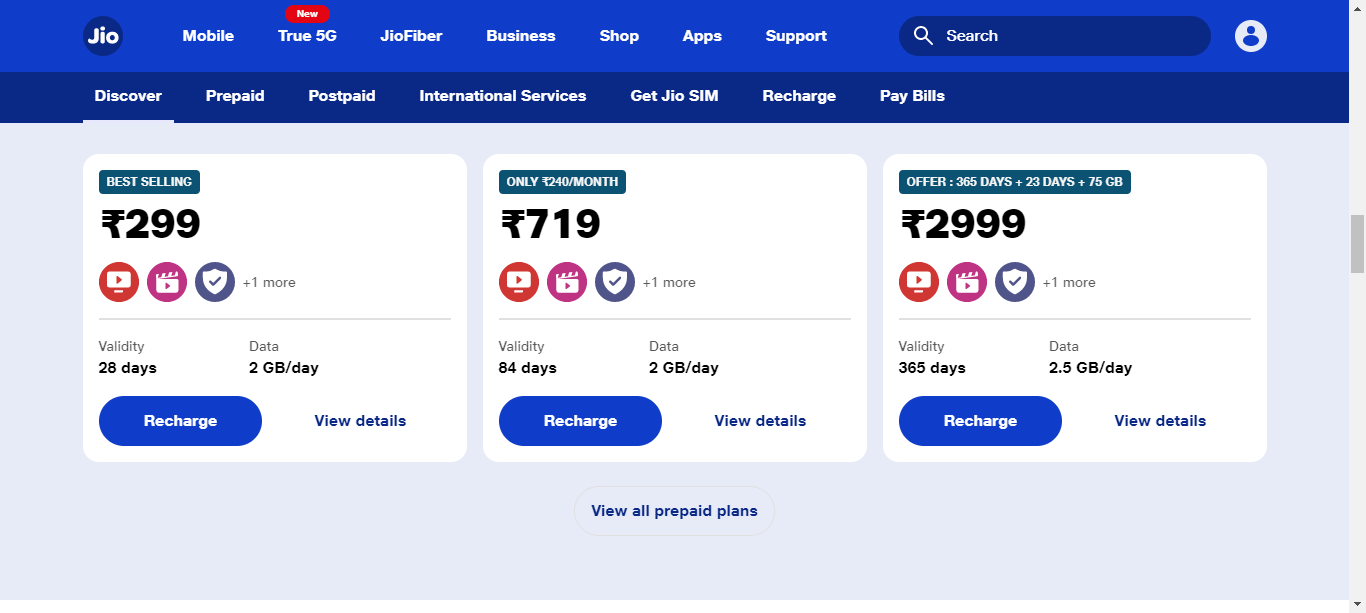 New
Jio Mobile True 5G JioFiber Business Shop Apps Support Search
Discover Prepaid Postpaid International Services Get Jio SIM Recharge Pay Bills
BEST SELLING
₹299
+1 more
Validity Data
28 days 2 GB/day
Recharge View details
ONLY ₹240/MONTH
₹719
+1 more
Validity Data
84 days 2 GB/day
Recharge View details
OFFER : 365 DAYS + 23 DAYS + 75 GB
₹2999
+1 more
Validity Data
365 days 2.5 GB/day
Recharge View details
View all prepaid plans